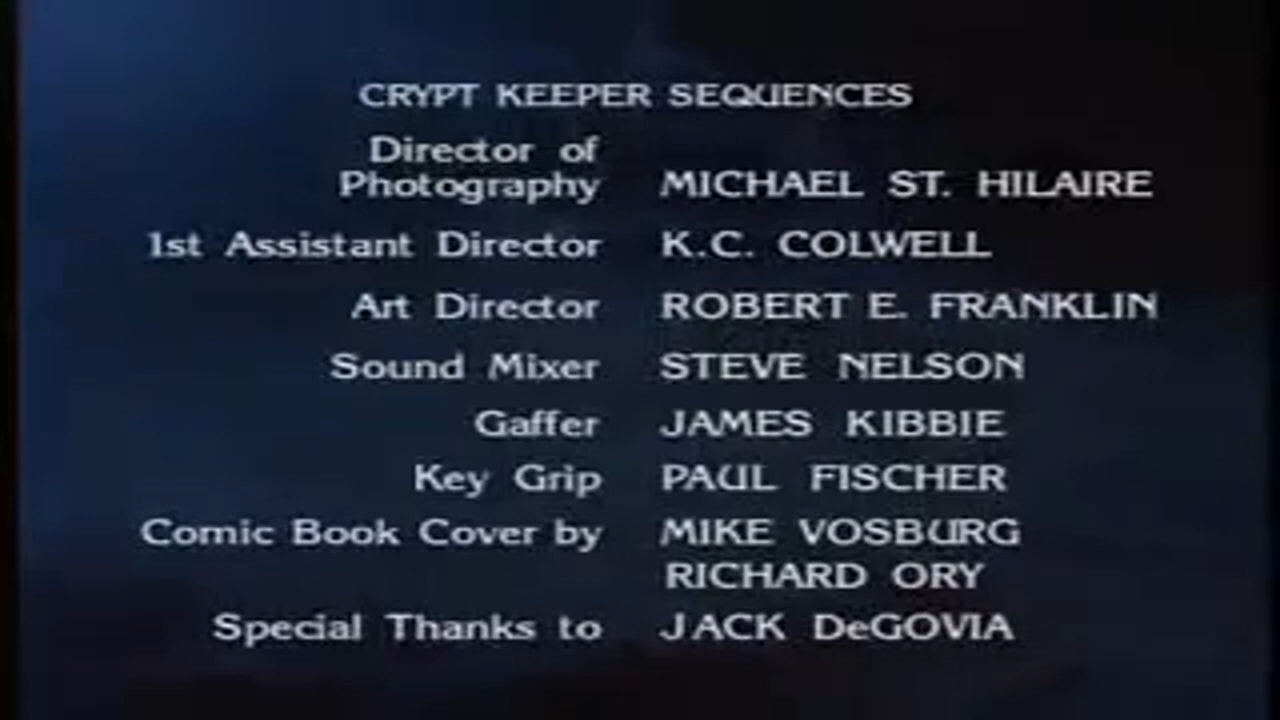 CRYPT KEEPER SEQUENCES
Director of
Photography MICHAEL ST. HILAIRE
1st Assistant Director K.C. COLWELL
Art Director ROBERT E. FRANKLIN
Sound Mixer STEVE NELSON
Gaffer JAMES KIBBIE
Key Grip PAUL FISCHER
Comic Book Cover by MIKE VOSBURG
RICHARD ORY
Special Thanks to JACK DeGOVIA